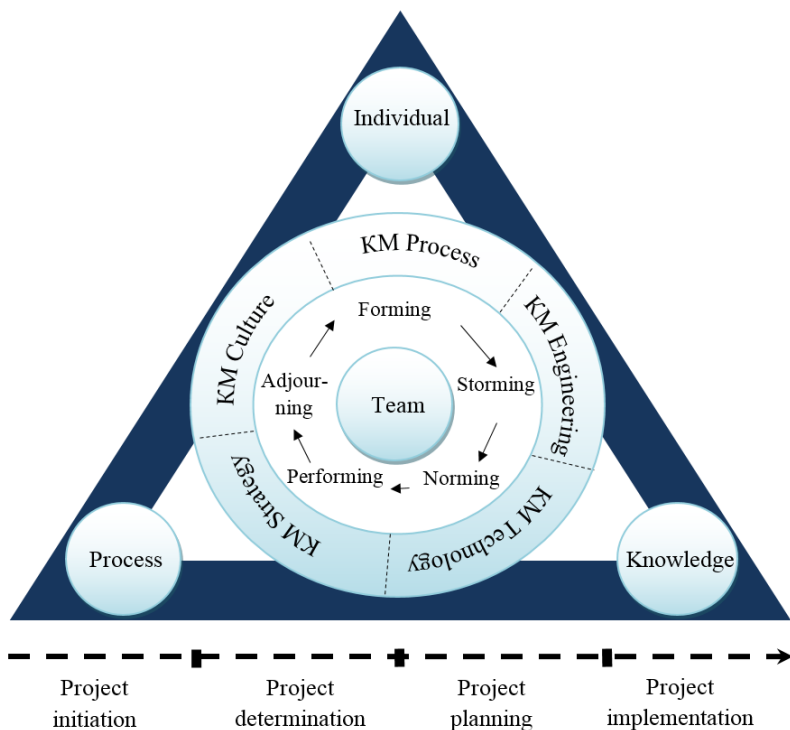 Individual
KM Process
KM Culture
KM Engineering
Forming
Adjour-
ning
Team
Storming
Performing
Norming
KM Strategy
KM Technology
Process
Knowledge
Project
initiation
Project
determination
Project
planning
Project
implementation